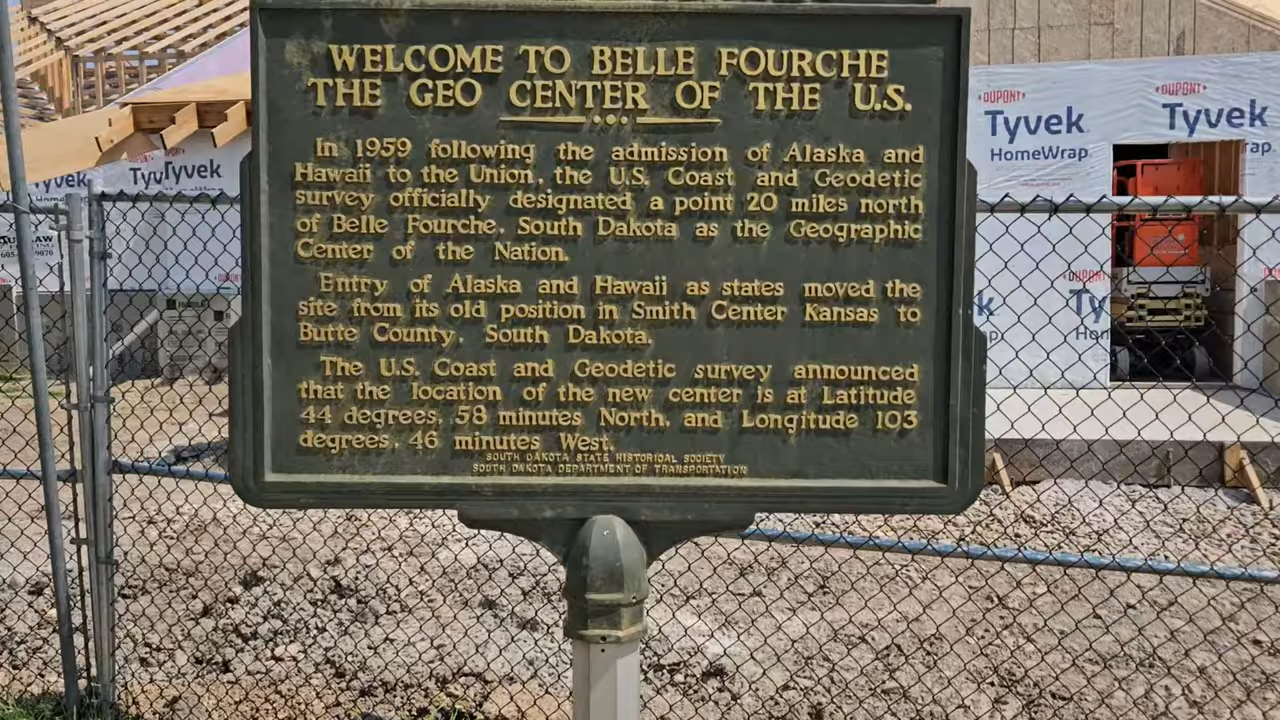 WELCOME TO BELLE FOURCHE
THE GEO CENTER OF THE U.S.
In 1959 following the admission of Alaska and
Hawaii to the Union, the U.S. Coast and Geodetic
survey officially designated a point 20 miles north
of Belle Fourche, South Dakota as the Geographic
Center of the Nation.
Entry of Alaska and Hawaii as states moved the
site from its old position in Smith Center Kansas to
Butte County, South Dakota.
The U.S. Coast and Geodetic survey announced
that the location of the new center is at Latitude
44 degrees, 58 minutes North, and Longitude 103
degrees, 46 minutes West.
SOUTH DAKOTA STATE HISTORICAL SOCIETY
SOUTH DAKOTA DEPARTMENT OF TRANSPORTATION
DUPONT
Tyvek
HomeWrap
DUPONT
Tyvek
Tyvek
Tyvek
DUPONT